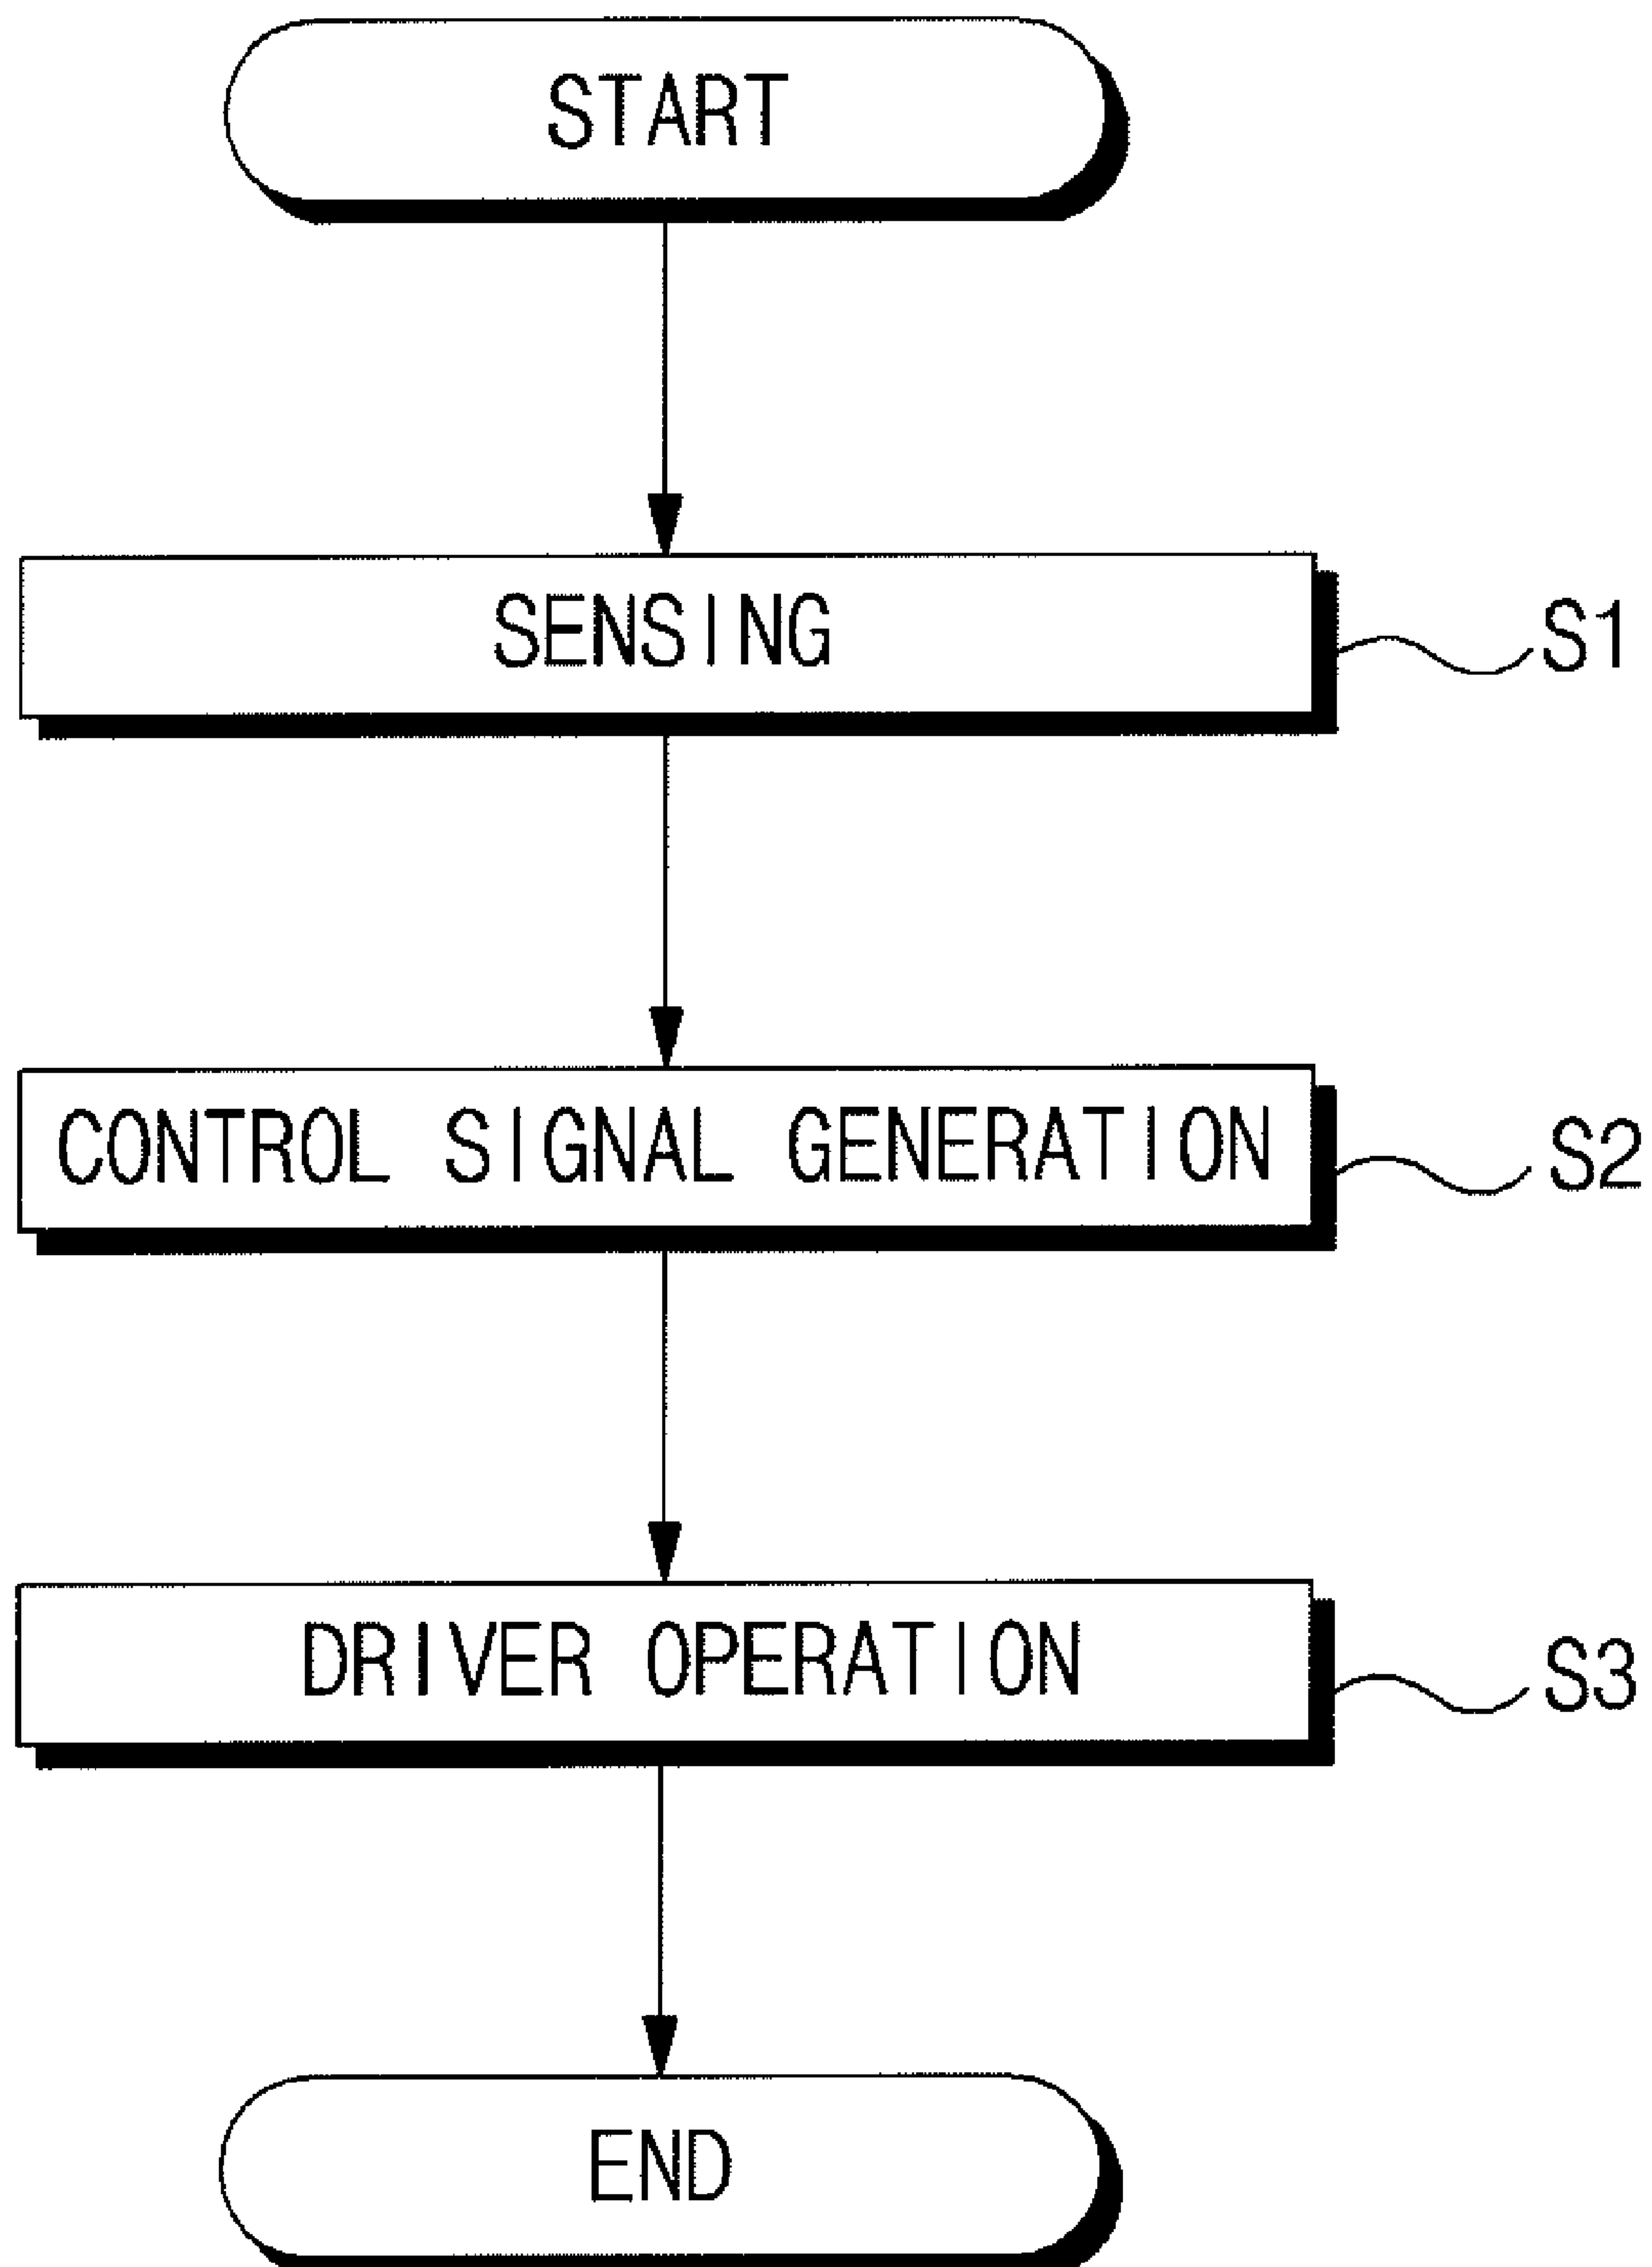 START
SENSING
S1
CONTROL SIGNAL GENERATION
S2
DRIVER OPERATION
S3
END